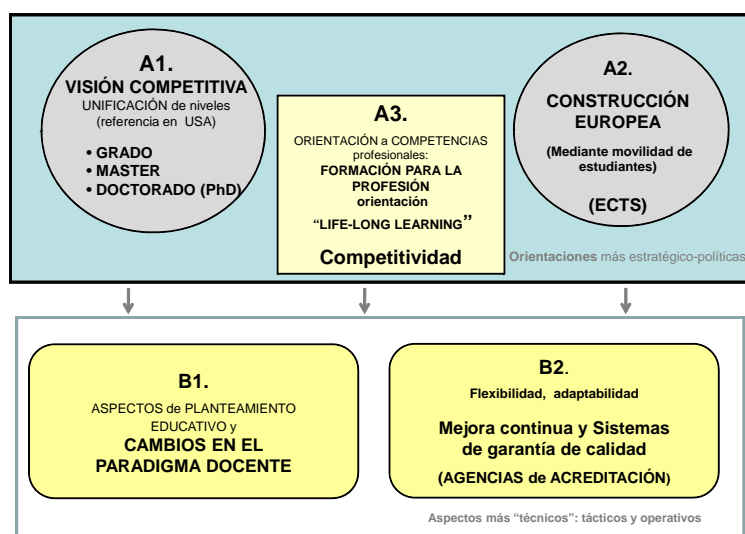 A1.
VISIÓN COMPETITIVA
UNIFICACIÓN de niveles
(referencia en USA)
• GRADO
• MASTER
• DOCTORADO (PhD)
A3.
ORIENTACIÓN a COMPETENCIAS
profesionales:
FORMACIÓN PARA LA
PROFESIÓN
orientación
“LIFE-LONG LEARNING”
Competitividad
A2.
CONSTRUCCIÓN
EUROPEA
(Mediante movilidad de
estudiantes)
(ECTS)
Orientaciones más estratégico-políticas
B1.
ASPECTOS de PLANTEAMIENTO
EDUCATIVO y
CAMBIOS EN EL
PARADIGMA DOCENTE
B2.
Flexibilidad, adaptabilidad
Mejora continua y Sistemas
de garantía de calidad
(AGENCIAS de ACREDITACIÓN)
Aspectos más “técnicos”: tácticos y operativos